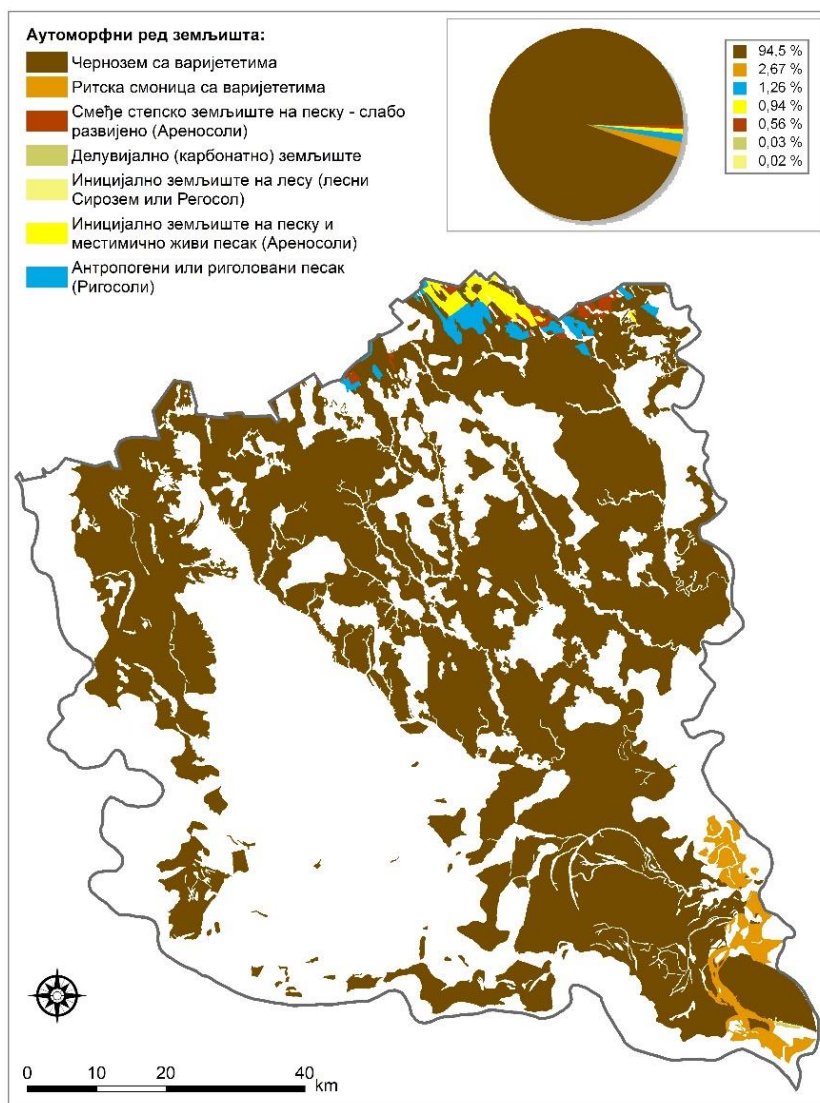 Аутоморфни ред земљишта:
Чернозем са варијететима
Ритска смоница са варијететима
Смеђе степско земљиште на песку - слабо
развијено (Ареносоли)
Делувијално (карбонатно) земљиште
Иницијално земљиште на лесу (лесни
Сирозем или Регосол)
Иницијално земљиште на песку и
местимично живи песак (Ареносоли)
Антропогени или риголовани песак
(Ригосоли)
94,5 %
2,67 %
1,26 %
0,94 %
0,56 %
0,03 %
0,02 %
0 10 20 40
km